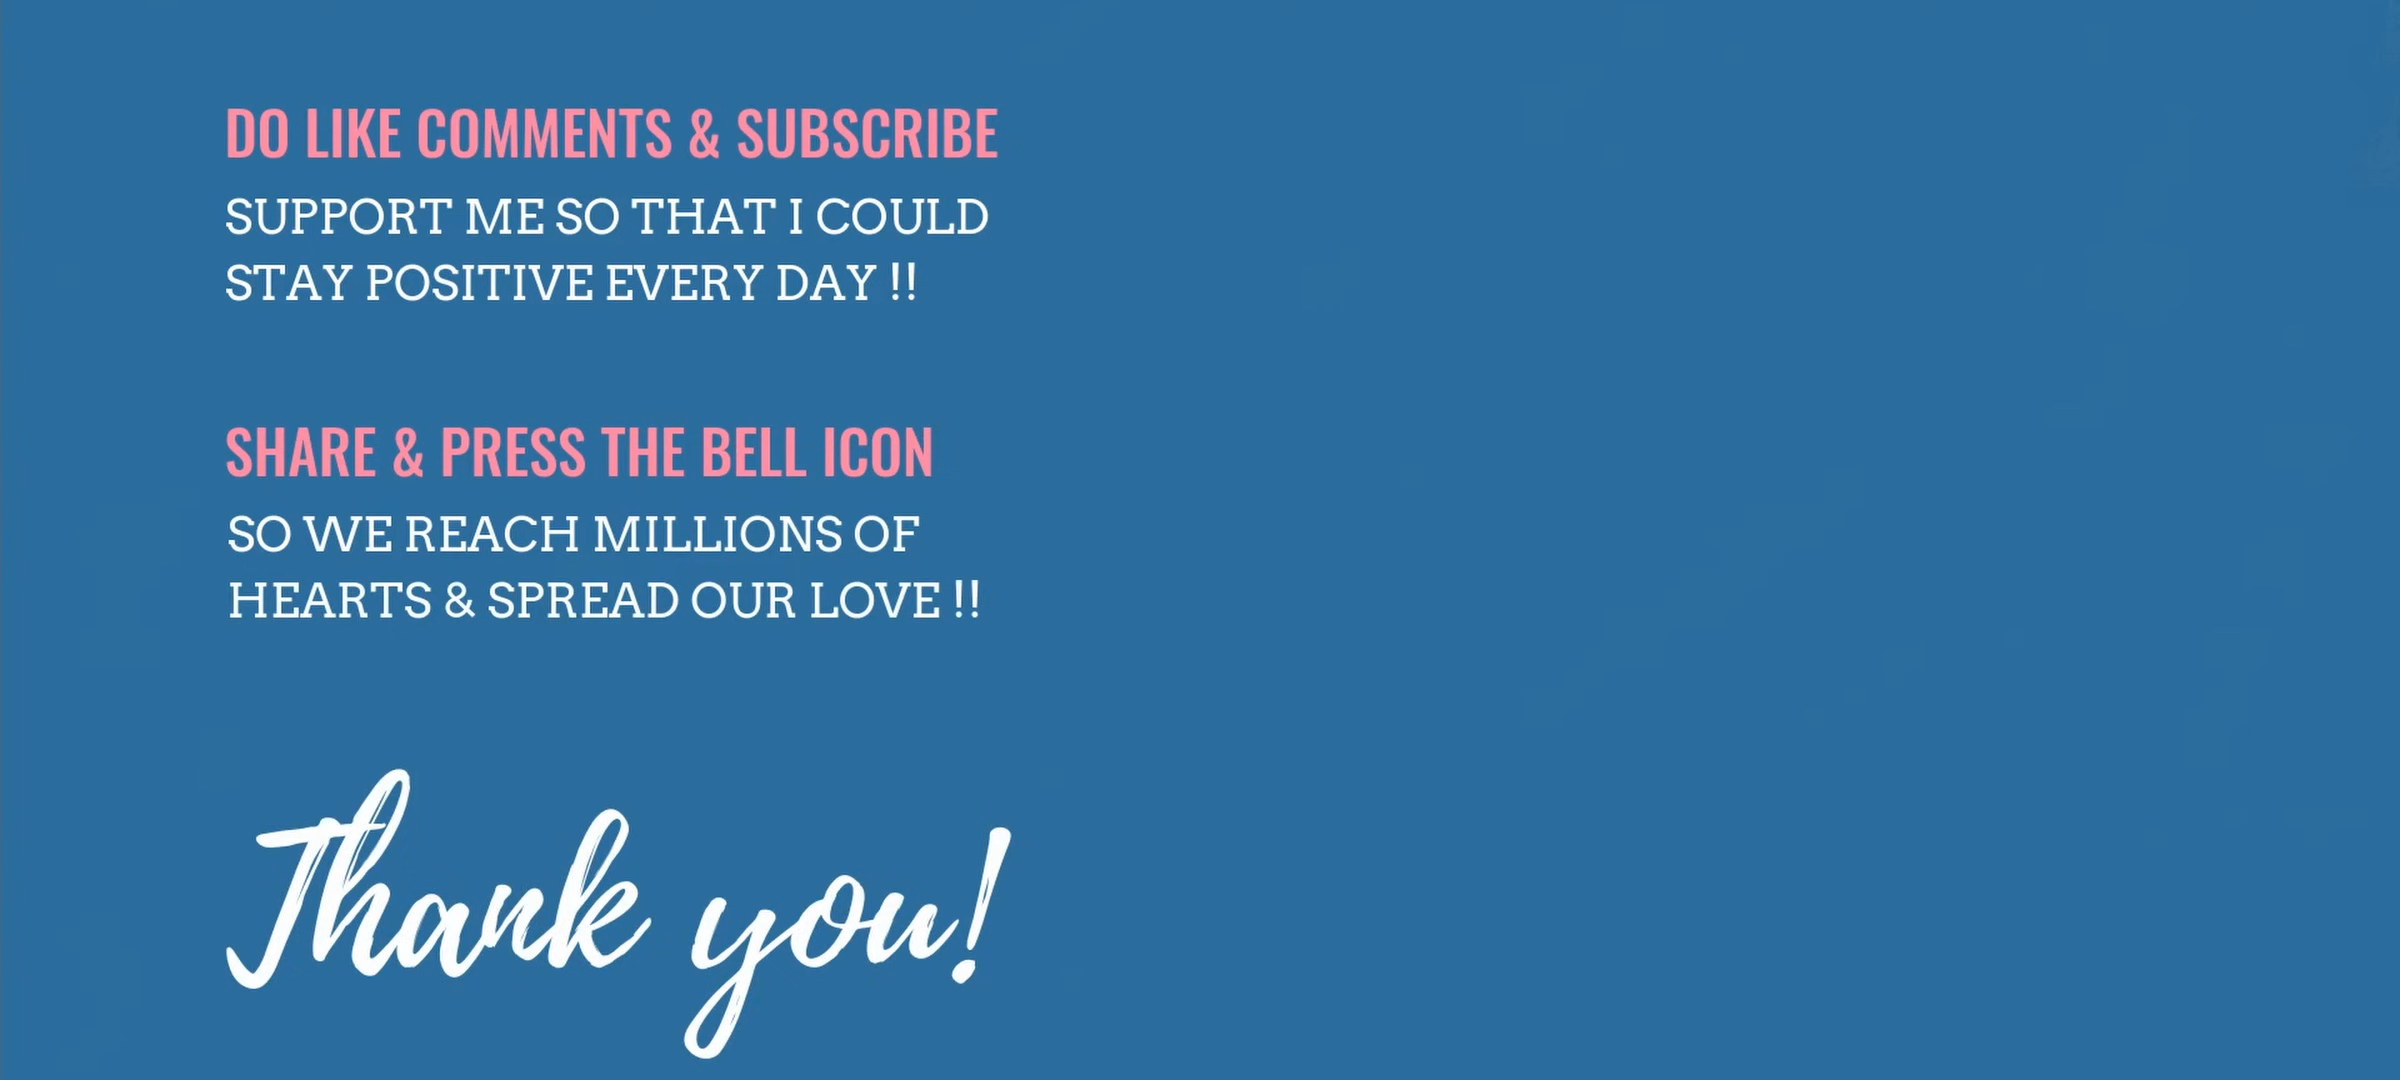 DO LIKE COMMENTS & SUBSCRIBE
SUPPORT ME SO THAT I COULD
STAY POSITIVE EVERY DAY !!
SHARE & PRESS THE BELL ICON
SO WE REACH MILLIONS OF
HEARTS & SPREAD OUR LOVE !!
Thank you!